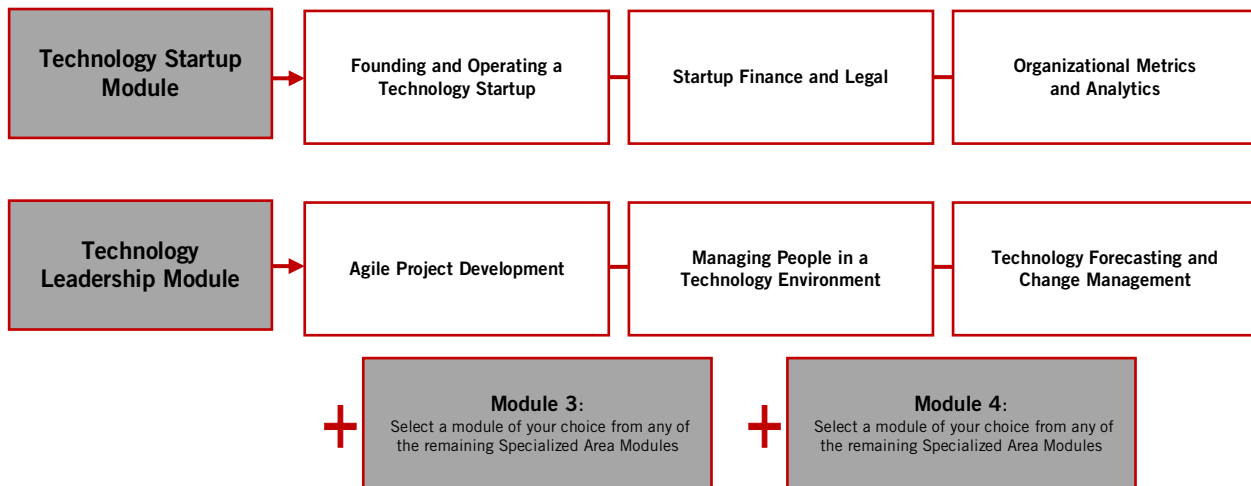 Technology Startup
Module
Founding and Operating a
Technology Startup
Startup Finance and Legal
Organizational Metrics
and Analytics
Technology
Leadership Module
Agile Project Development
Managing People in a
Technology Environment
Technology Forecasting and
Change Management
+
Module 3:
Select a module of your choice from any of
the remaining Specialized Area Modules
+
Module 4:
Select a module of your choice from any of
the remaining Specialized Area Modules